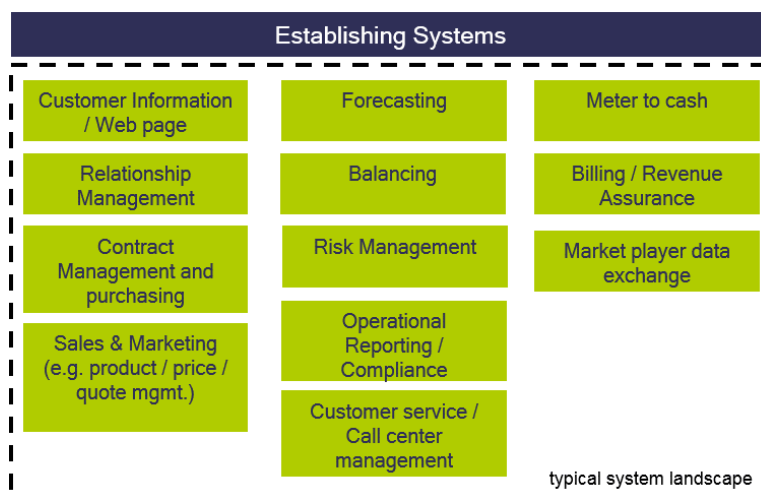 Establishing Systems
Customer Information
/ Web page
Relationship
Management
Contract
Management and
purchasing
Sales & Marketing
(e.g. product / price /
quote mgmt.)
Forecasting
Balancing
Risk Management
Operational
Reporting /
Compliance
Customer service /
Call center
management
Meter to cash
Billing / Revenue
Assurance
Market player data
exchange
typical system landscape